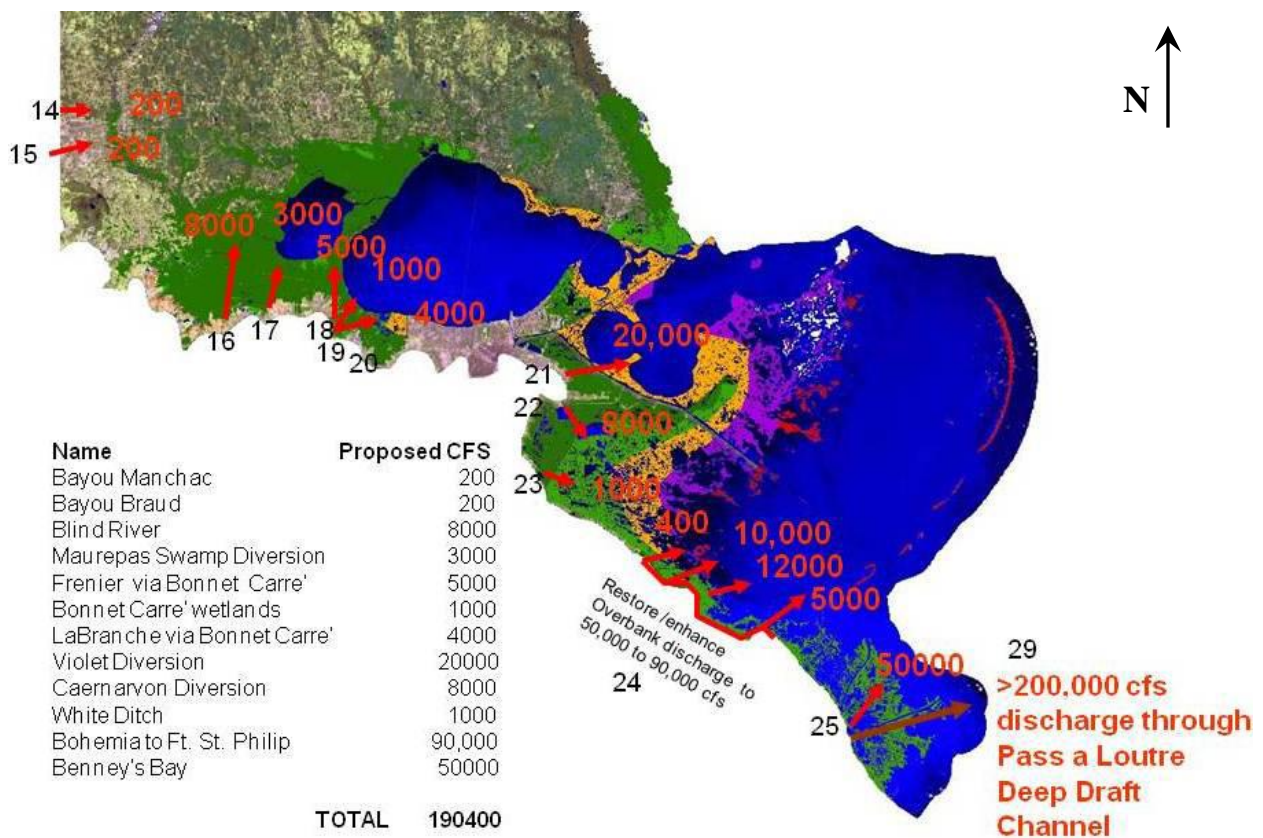 N
14 200
15 200
8000
3000
5000
1000
4000
16
17
18
19
20
20,000
21
22
8000
23
1000
400
10,000
12000
5000
Restore /enhance
Overbank discharge to
50,000 to 90,000 cfs
24
50000
25
29
>200,000 cfs
discharge through
Pass a Loutre
Deep Draft
Channel
Name Proposed CFS
Bayou Manchac 200
Bayou Braud 200
Blind River 8000
Maurepas Swamp Diversion 3000
Frenier via Bonnet Carre' 5000
Bonnet Carre' wetlands 1000
LaBranche via Bonnet Carre' 4000
Violet Diversion 20000
Caernarvon Diversion 8000
White Ditch 1000
Bohemia to Ft. St. Philip 90,000
Benney's Bay 50000
TOTAL 190400